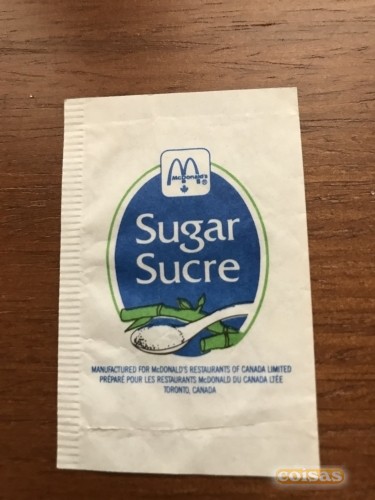 McDonald's ®
Sugar
Sucre
MANUFACTURED FOR McDONALD'S RESTAURANTS OF CANADA LIMITED
PRÉPARÉ POUR LES RESTAURANTS McDONALD DU CANADA LTÉE
TORONTO, CANADA
coisas